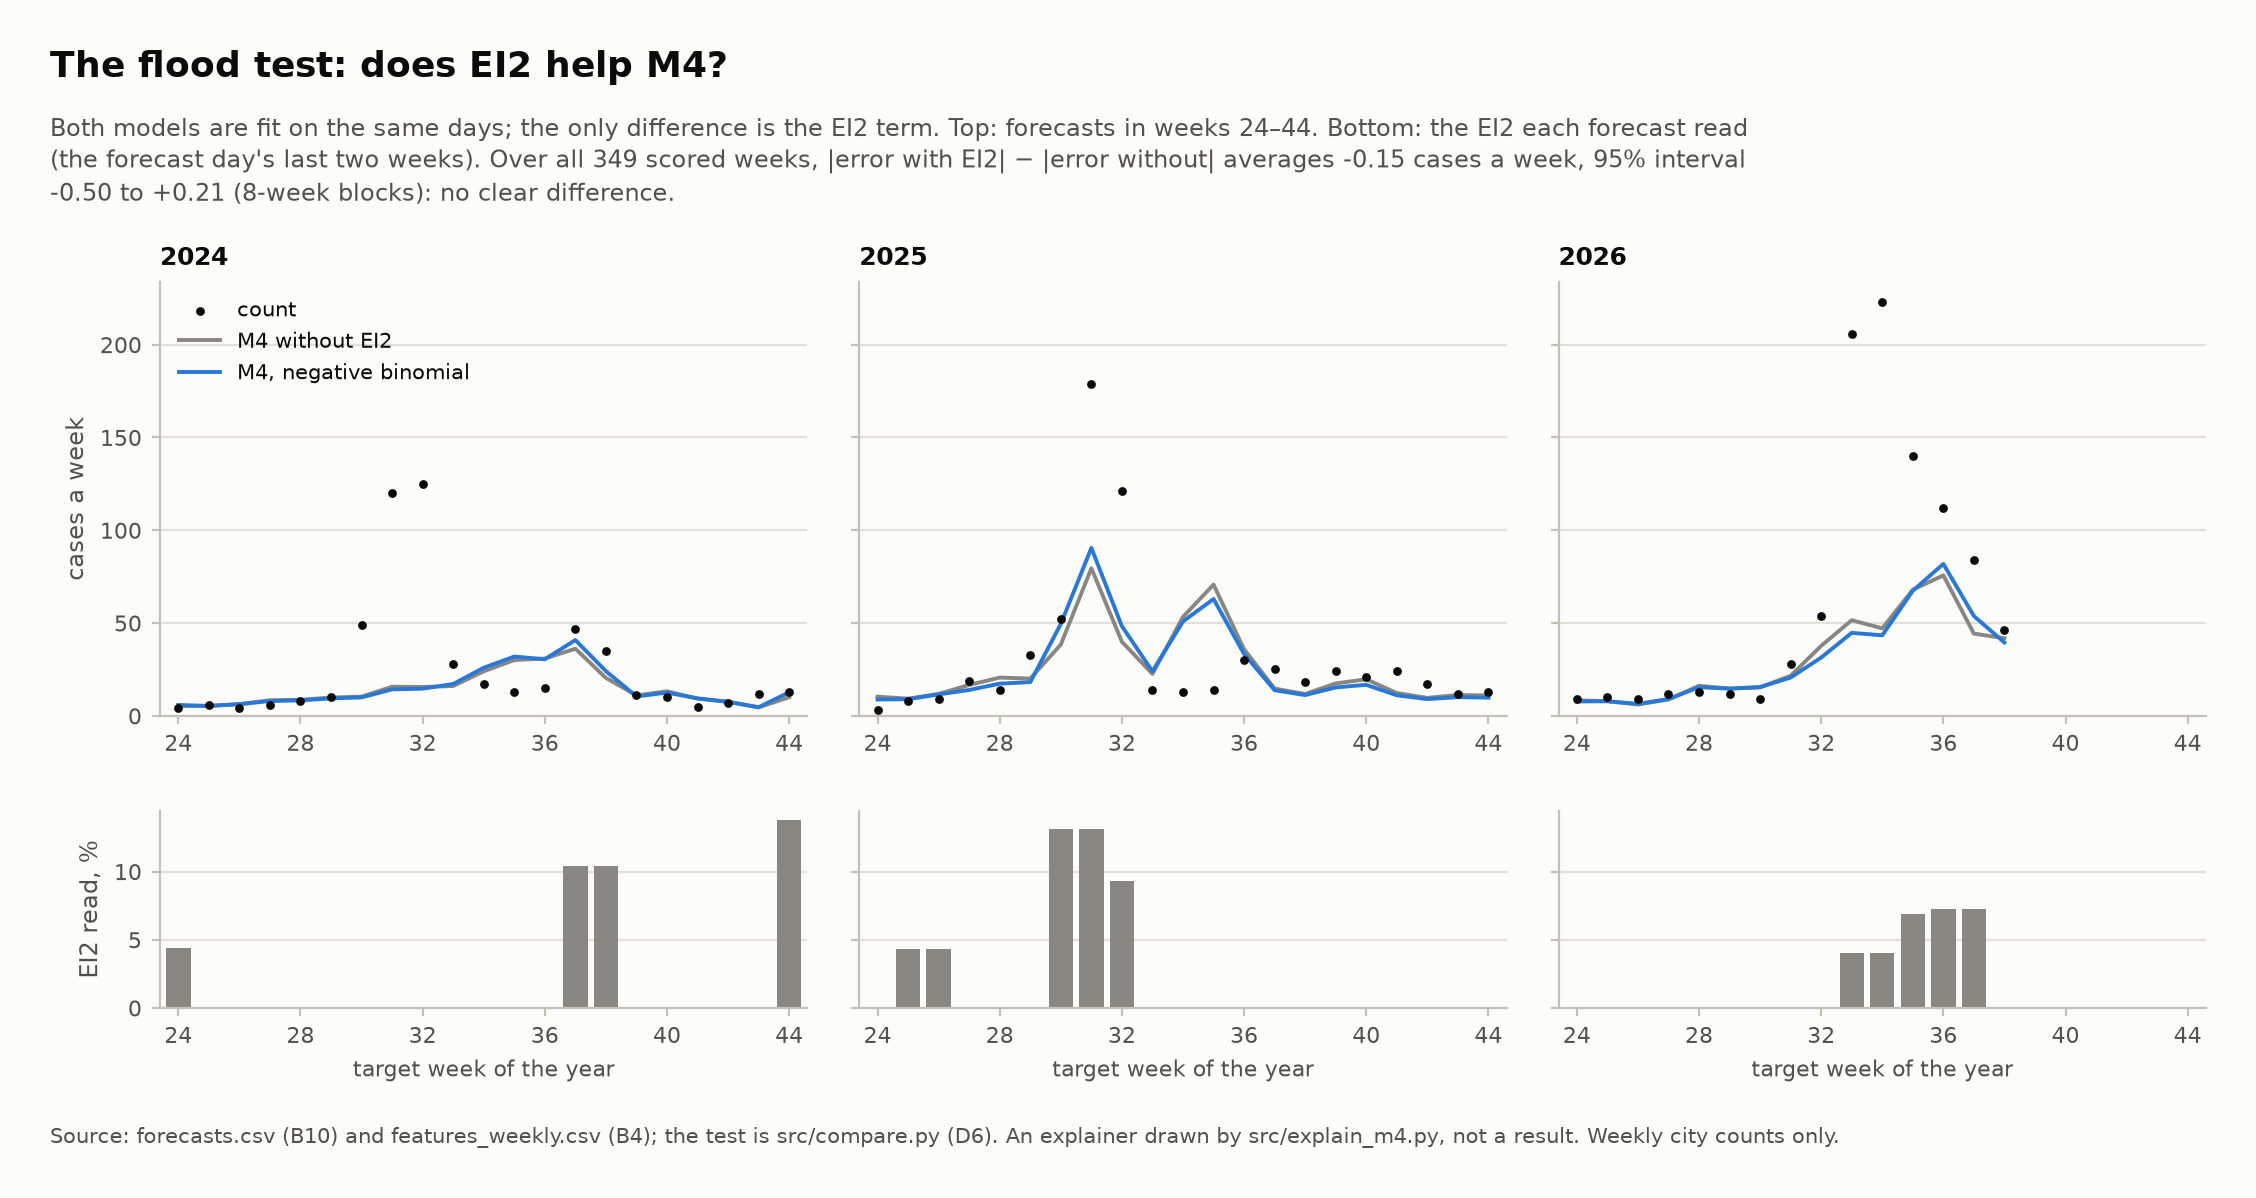 The flood test: does EI2 help M4?
Both models are fit on the same days; the only difference is the EI2 term. Top: forecasts in weeks 24–44. Bottom: the EI2 each forecast read
(the forecast day's last two weeks). Over all 349 scored weeks, |error with EI2| − |error without| averages -0.15 cases a week, 95% interval
-0.50 to +0.21 (8-week blocks): no clear difference.
2024
2025
2026
count
M4 without EI2
M4, negative binomial
cases a week
200
150
100
50
0
24 28 32 36 40 44
24 28 32 36 40 44
24 28 32 36 40 44
EI2 read, %
10
5
0
24 28 32 36 40 44
24 28 32 36 40 44
24 28 32 36 40 44
target week of the year
target week of the year
target week of the year
Source: forecasts.csv (B10) and features_weekly.csv (B4); the test is src/compare.py (D6). An explainer drawn by src/explain_m4.py, not a result. Weekly city counts only.